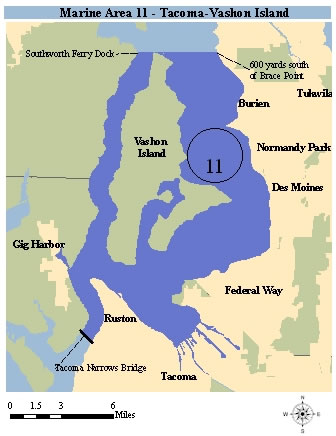 Marine Area 11 - Tacoma-Vashon Island
Southworth Ferry Dock
600 yards south
of Brace Point
Burien
Tukwila
Vashon
Island
Normandy Park
11
Des Moines
Gig Harbor
Federal Way
Ruston
Tacoma Narrows Bridge
Tacoma
0 1.5 3 6
Miles
N
W E
S